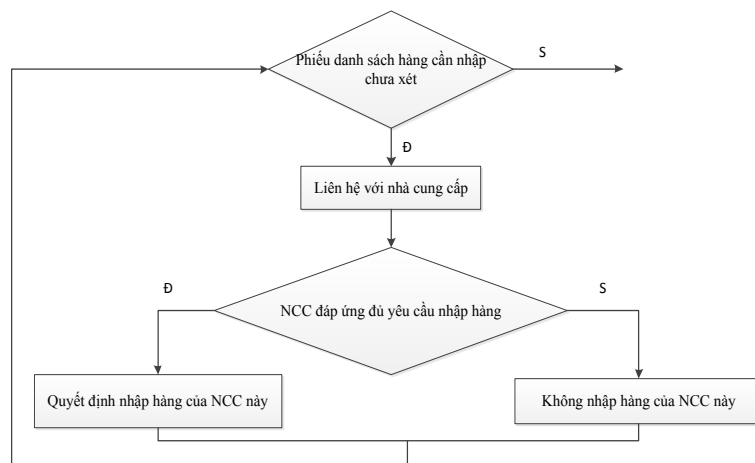 Phiếu danh sách hàng cần nhập
chưa xét
S
Đ
Liên hệ với nhà cung cấp
Đ
NCC đáp ứng đủ yêu cầu nhập hàng
S
Quyết định nhập hàng của NCC này
Không nhập hàng của NCC này